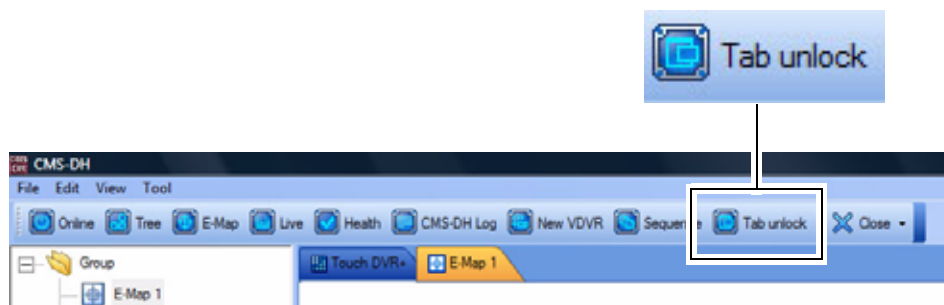 Tab unlock
CMS-DH
File Edit View Tool
Online Tree E-Map Live Health CMS-DH Log New VDVR Sequence Tab unlock Close
Group Touch DVR+ E-Map 1
E-Map 1